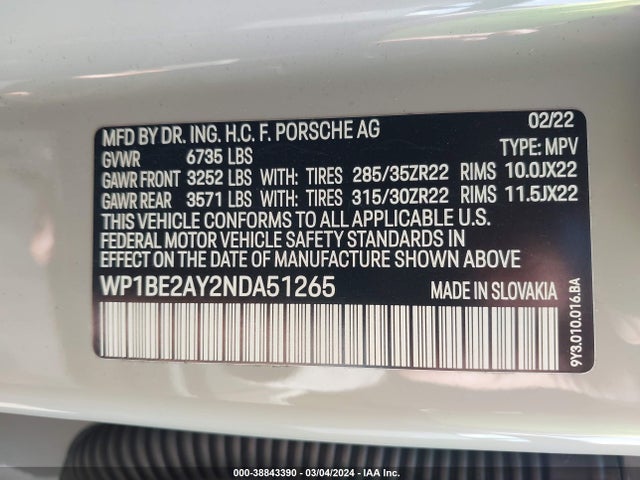 MFD BY DR. ING. H.C. F. PORSCHE AG 02/22
GVWR 6735 LBS TYPE: MPV
GAWR FRONT 3252 LBS WITH: TIRES 285/35ZR22 RIMS 10.0JX22
GAWR REAR 3571 LBS WITH: TIRES 315/30ZR22 RIMS 11.5JX22
THIS VEHICLE CONFORMS TO ALL APPLICABLE U.S.
FEDERAL MOTOR VEHICLE SAFETY STANDARDS IN
EFFECT ON THE DATE OF MANUFACTURE SHOWN ABOVE
WP1BE2AY2NDA51265 MADE IN SLOVAKIA
9Y3.010.016.BA
000-38843390 - 03/04/2024 - IAA Inc.